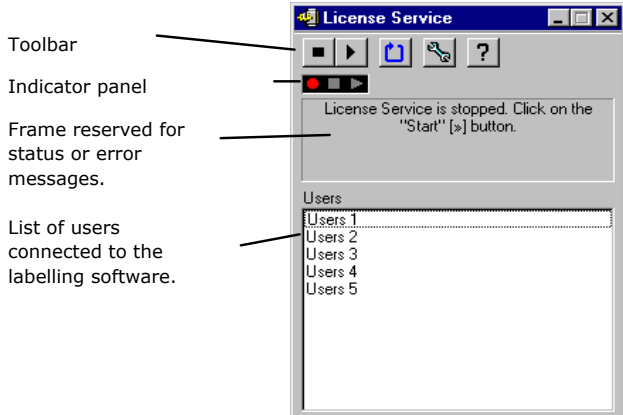 License Service
Toolbar
?
Indicator panel
License Service is stopped. Click on the
"Start" [»] button.
Frame reserved for
status or error
messages.
Users
List of users
connected to the
labelling software.
Users 1
Users 2
Users 3
Users 4
Users 5